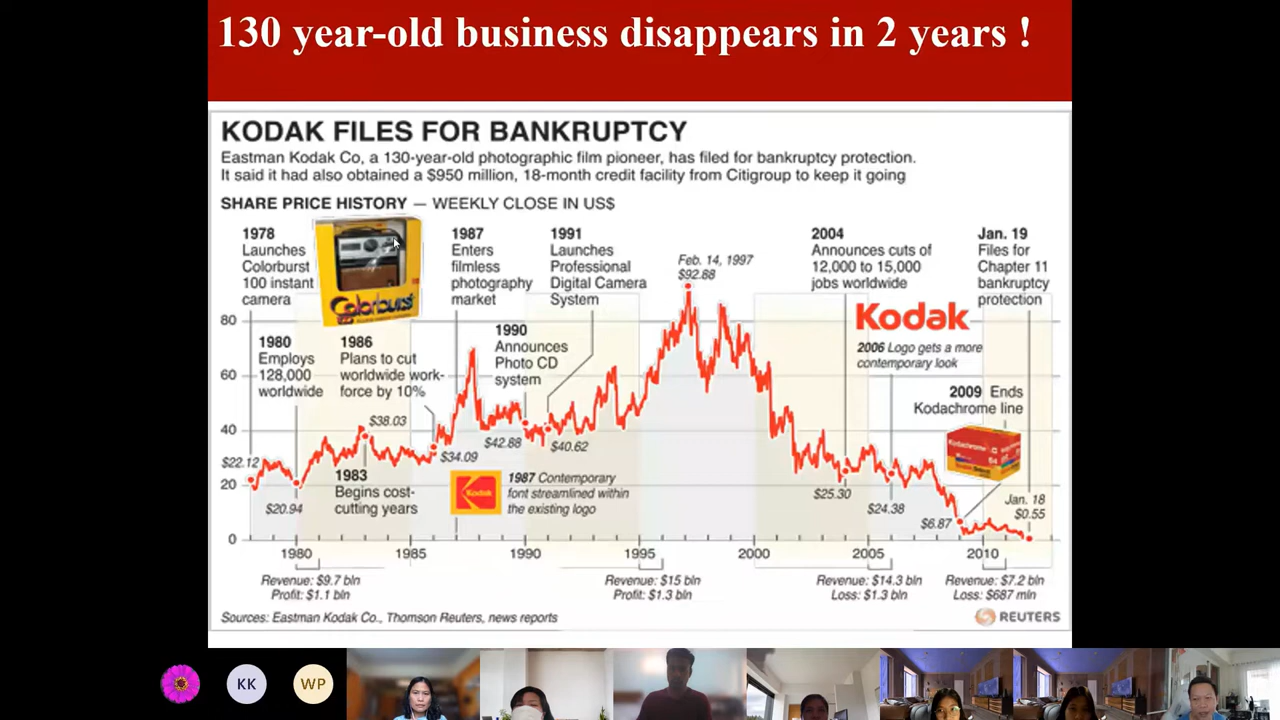 130 year-old business disappears in 2 years !
KODAK FILES FOR BANKRUPTCY
Eastman Kodak Co, a 130-year-old photographic film pioneer, has filed for bankruptcy protection.
It said it had also obtained a $950 million, 18-month credit facility from Citigroup to keep it going
SHARE PRICE HISTORY — WEEKLY CLOSE IN US$
1978
Launches
Colorburst
100 instant
camera
Colorburst
1987
Enters
filmless
photography
market
1991
Launches
Professional
Digital Camera
System
Feb. 14, 1997
$92.88
2004
Announces cuts of
12,000 to 15,000
jobs worldwide
Jan. 19
Files for
Chapter 11
bankruptcy
protection
80
60
40
20
0
1980
Employs
128,000
worldwide
1986
Plans to cut
worldwide work-
force by 10%
1990
Announces
Photo CD
system
Kodak
2006 Logo gets a more
contemporary look
2009 Ends
Kodachrome line
Kodachrome
64
$22.12
$20.94
$38.03
1983
Begins cost-
cutting years
$34.09
$42.88
$40.62
Kodak
1987 Contemporary
font streamlined within
the existing logo
$25.30
$24.38
$6.87
Jan. 18
$0.55
1980 1985 1990 1995 2000 2005 2010
Revenue: $9.7 bln
Profit: $1.1 bln
Revenue: $15 bln
Profit: $1.3 bln
Revenue: $14.3 bln
Loss: $1.3 bln
Revenue: $7.2 bln
Loss: $687 mln
Sources: Eastman Kodak Co., Thomson Reuters, news reports
REUTERS
KK
WP